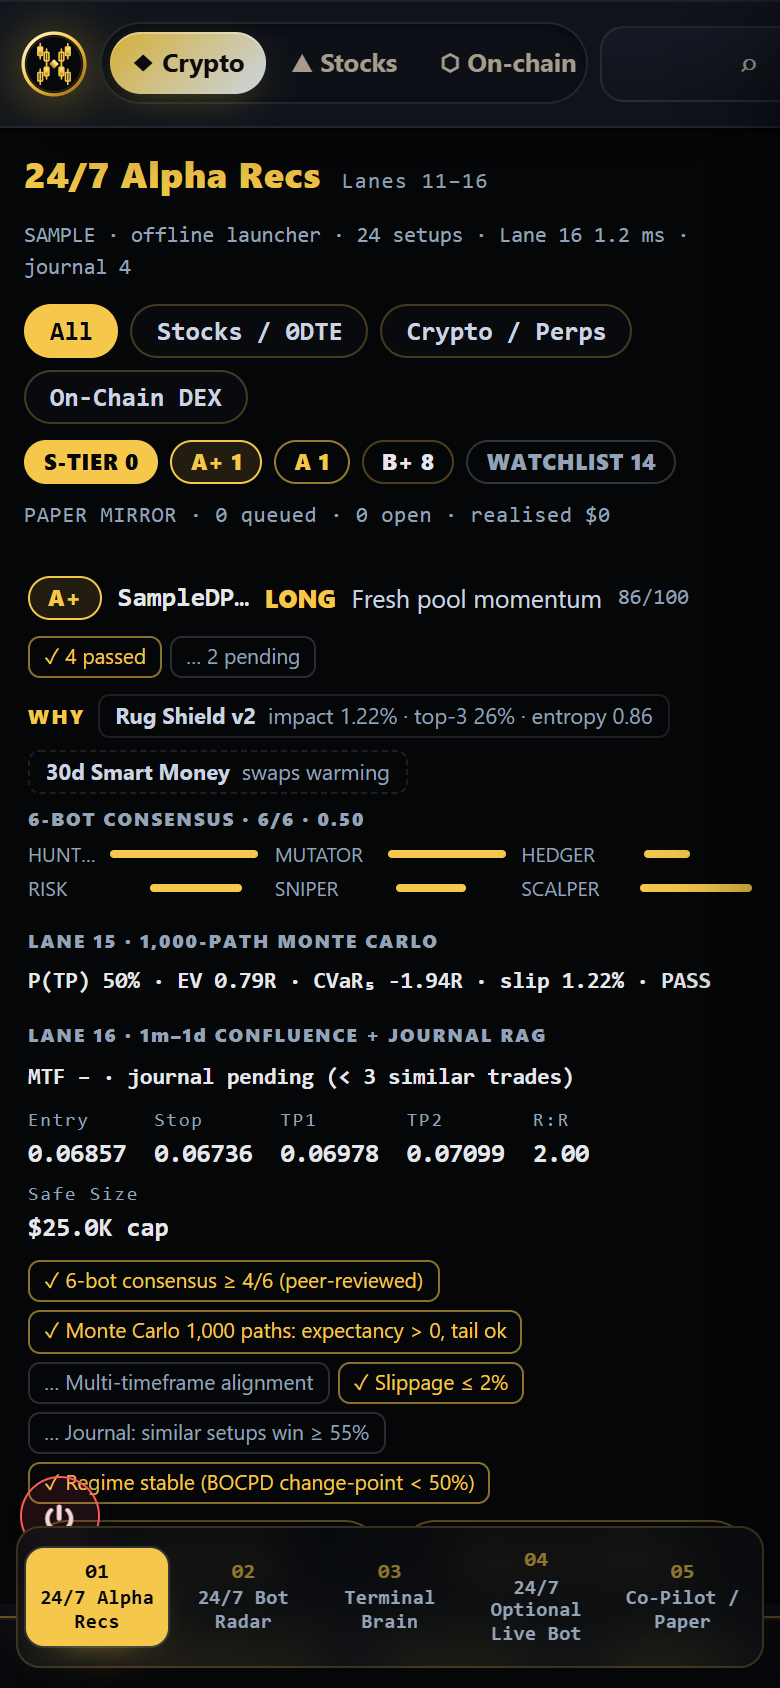 ◆ Crypto ▲ Stocks ⬡ On-chain
24/7 Alpha Recs Lanes 11–16
SAMPLE · offline launcher · 24 setups · Lane 16 1.2 ms ·
journal 4
All Stocks / 0DTE Crypto / Perps
On-Chain DEX
S-TIER 0 A+ 1 A 1 B+ 8 WATCHLIST 14
PAPER MIRROR · 0 queued · 0 open · realised $0
A+ SampleDP… LONG Fresh pool momentum 86/100
✓ 4 passed … 2 pending
WHY Rug Shield v2 impact 1.22% · top-3 26% · entropy 0.86
30d Smart Money swaps warming
6-BOT CONSENSUS · 6/6 · 0.50
HUNT… MUTATOR HEDGER
RISK SNIPER SCALPER
LANE 15 · 1,000-PATH MONTE CARLO
P(TP) 50% · EV 0.79R · CVaR₅ -1.94R · slip 1.22% · PASS
LANE 16 · 1m–1d CONFLUENCE + JOURNAL RAG
MTF – · journal pending (< 3 similar trades)
Entry Stop TP1 TP2 R:R
0.06857 0.06736 0.06978 0.07099 2.00
Safe Size
$25.0K cap
✓ 6-bot consensus ≥ 4/6 (peer-reviewed)
✓ Monte Carlo 1,000 paths: expectancy > 0, tail ok
… Multi-timeframe alignment ✓ Slippage ≤ 2%
… Journal: similar setups win ≥ 55%
✓ Regime stable (BOCPD change-point < 50%)
01 02 03 04 05
24/7 Alpha Recs
24/7 Bot Radar
Terminal Brain
24/7 Optional Live Bot
Co-Pilot / Paper